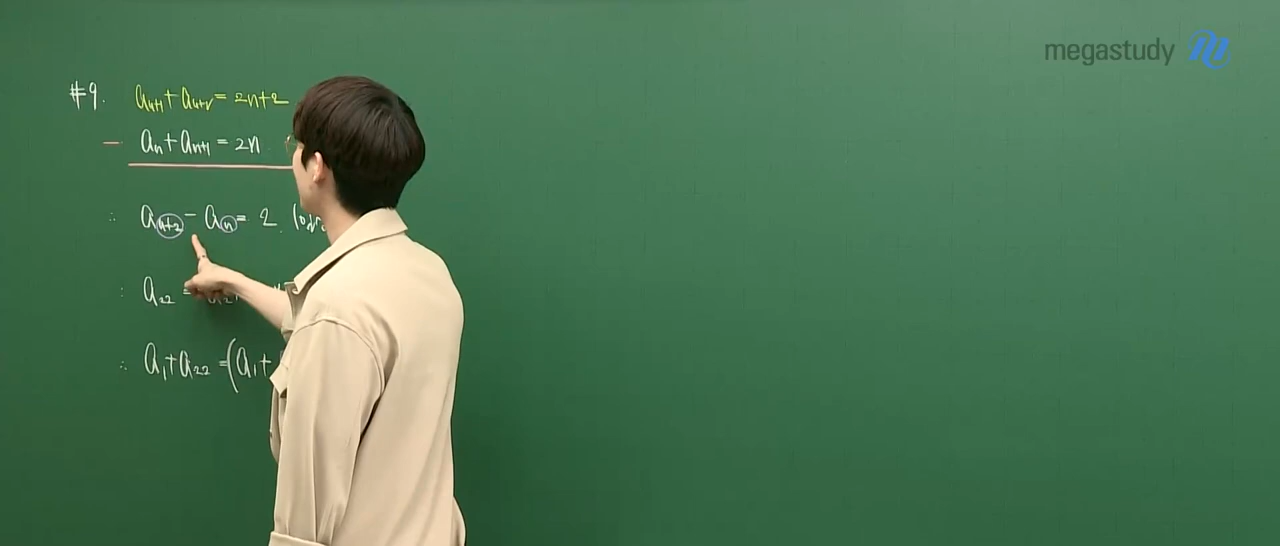 megastudy
#9. aₙ₊₁ + aₙ₊₂ = 2n+2
− aₙ + aₙ₊₁ = 2n
∴ aₙ₊₂ − aₙ = 2
∴ a₂₂ =
∴ a₁ + a₂₂ = (a₁ +